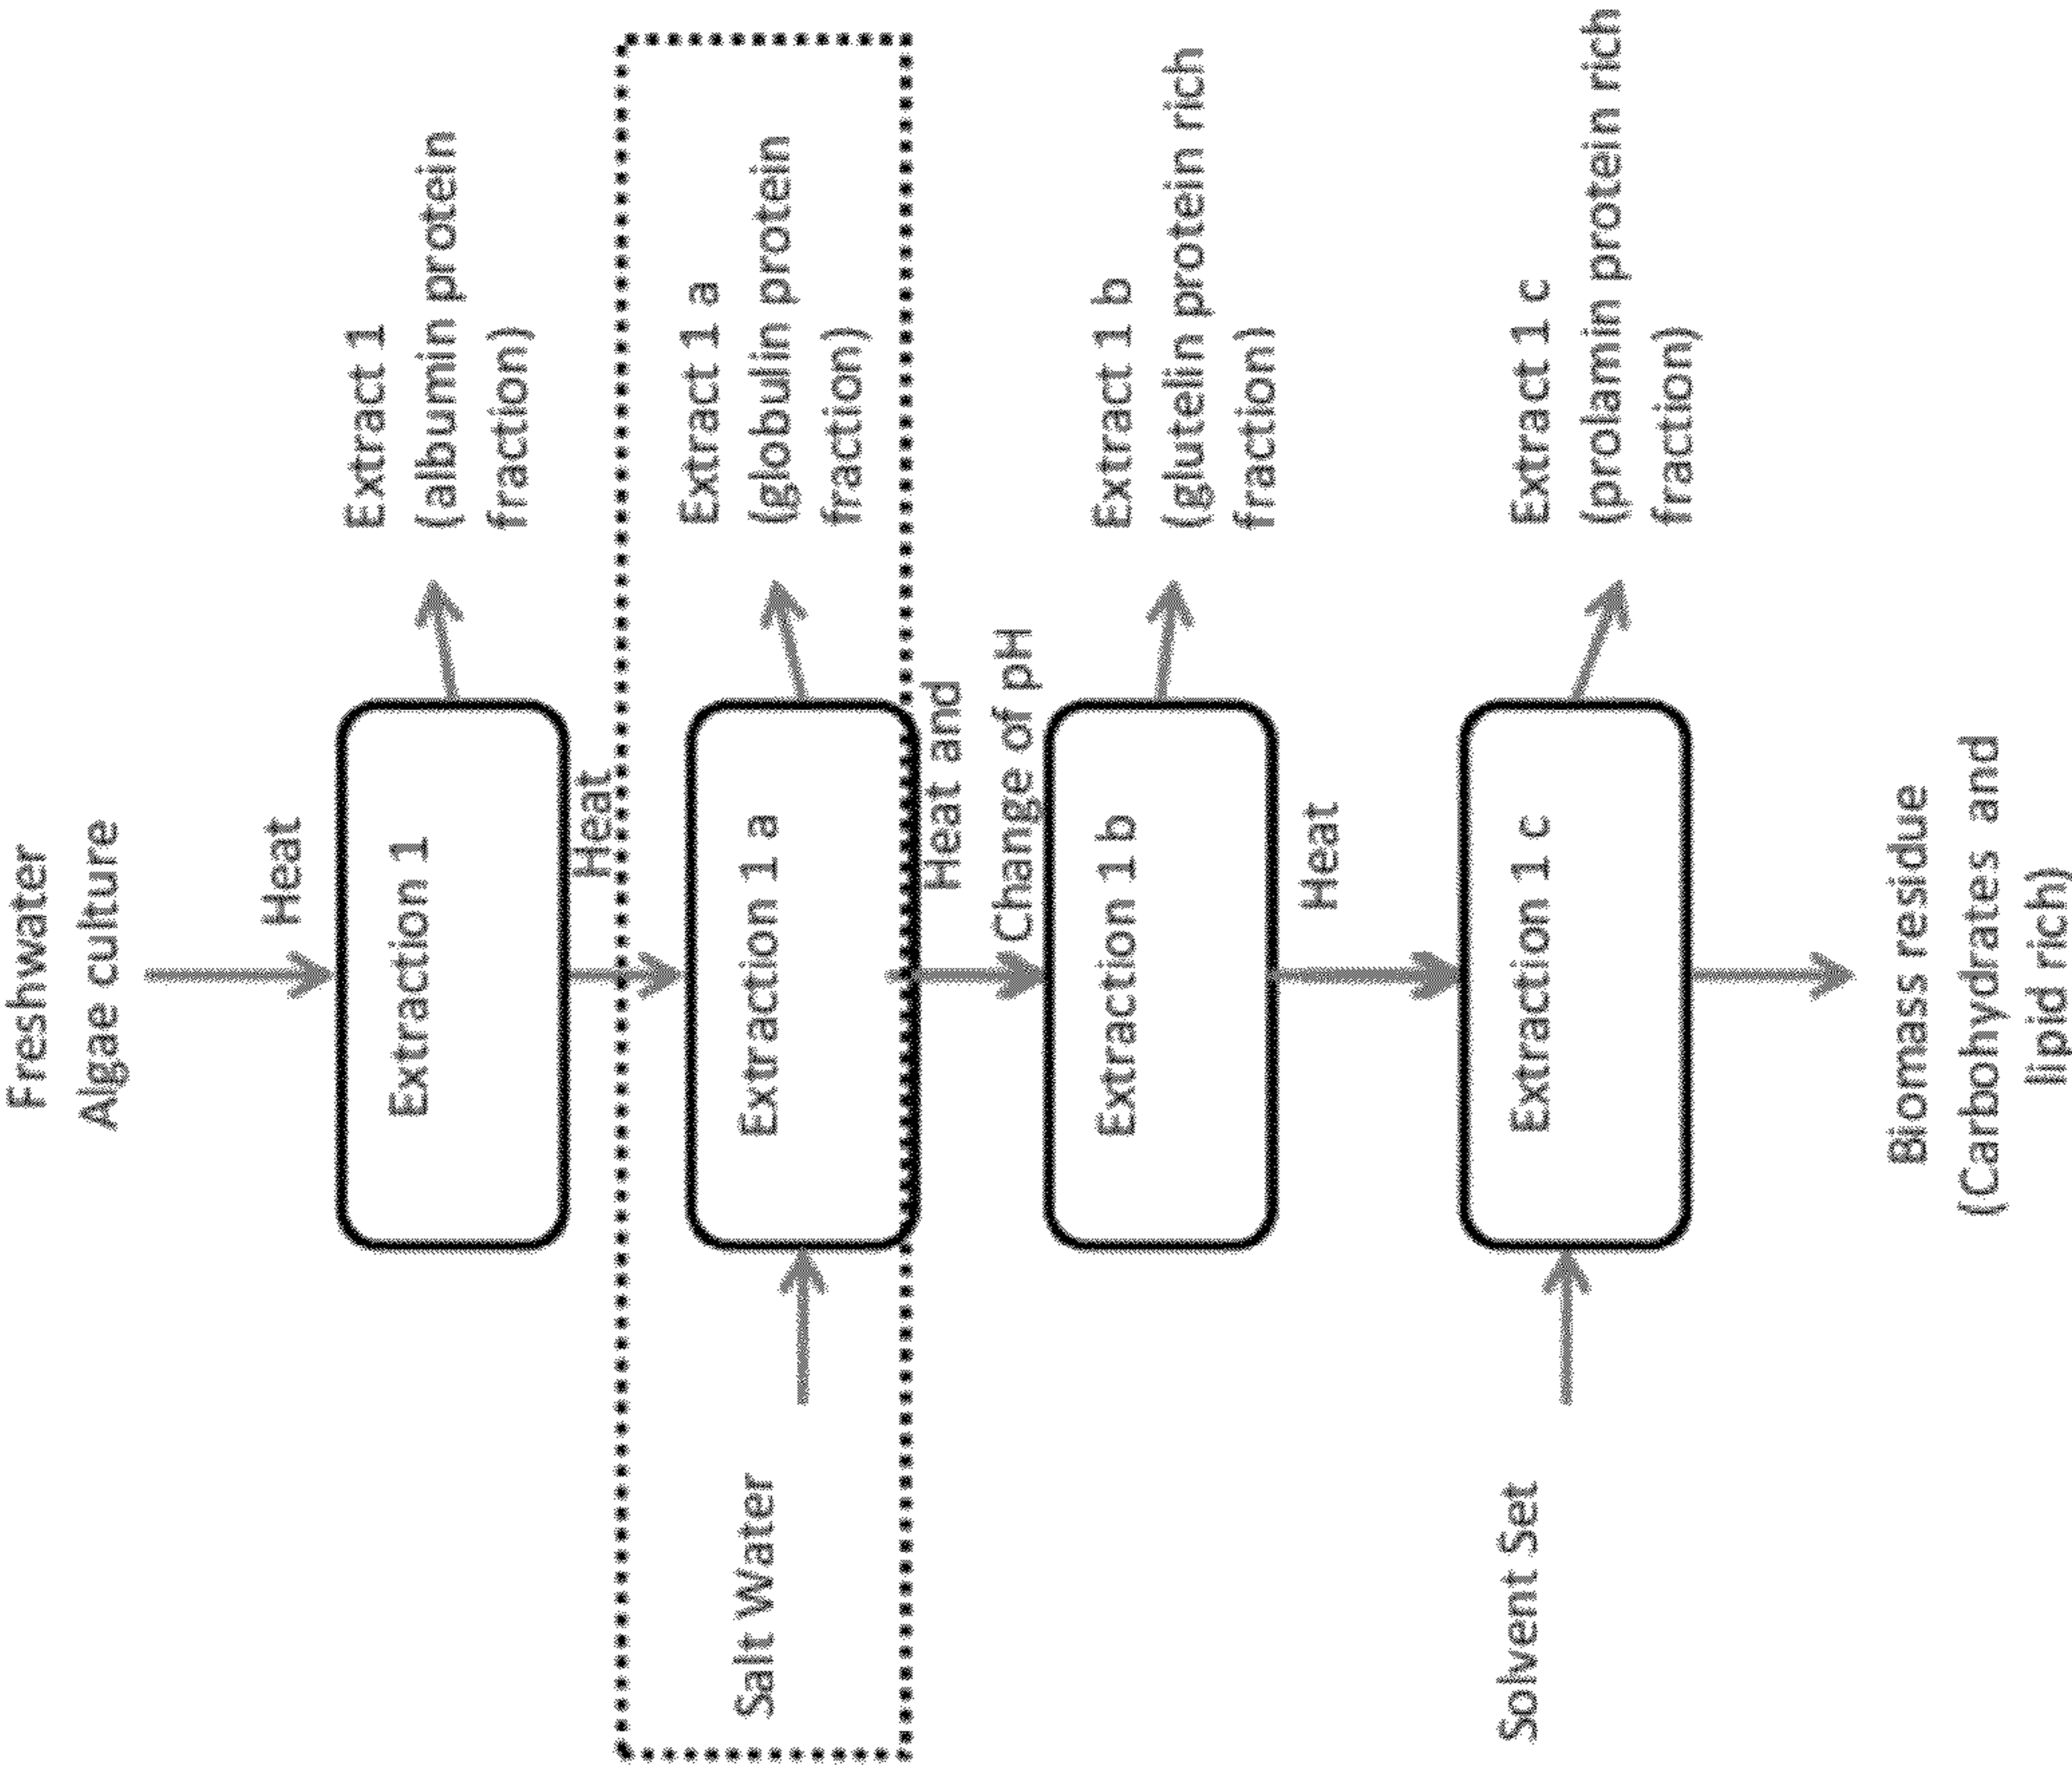 Freshwater
Algae culture
Heat
Extraction 1
Extract 1
(albumin protein
fraction)
Heat
Salt Water
Extraction 1 a
Extract 1 a
(globulin protein
fraction)
Heat and
Change of pH
Extraction 1 b
Extract 1 b
(glutelin protein rich
fraction)
Heat
Solvent Set
Extraction 1 c
Extract 1 c
(prolamin protein rich
fraction)
Biomass residue
(Carbohydrates and
lipid rich)